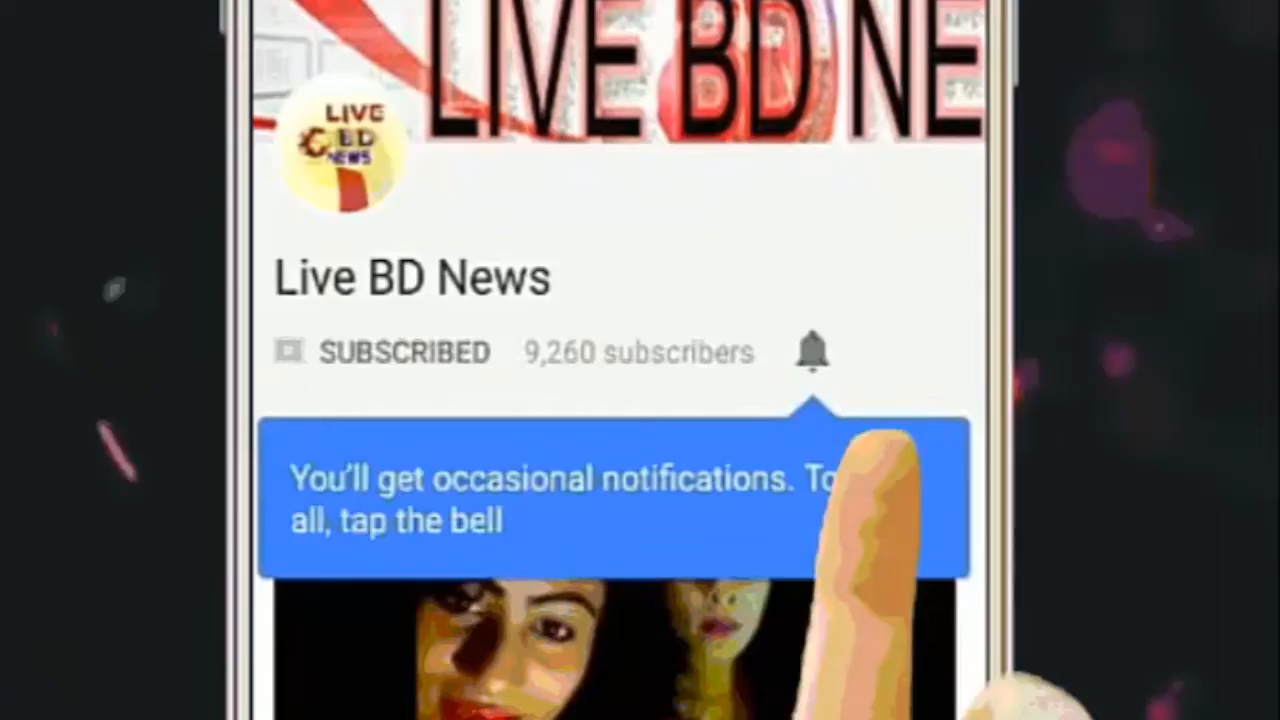 LIVE BD NE
LIVE
BD
NEWS
Live BD News
SUBSCRIBED 9,260 subscribers
You'll get occasional notifications. To
all, tap the bell